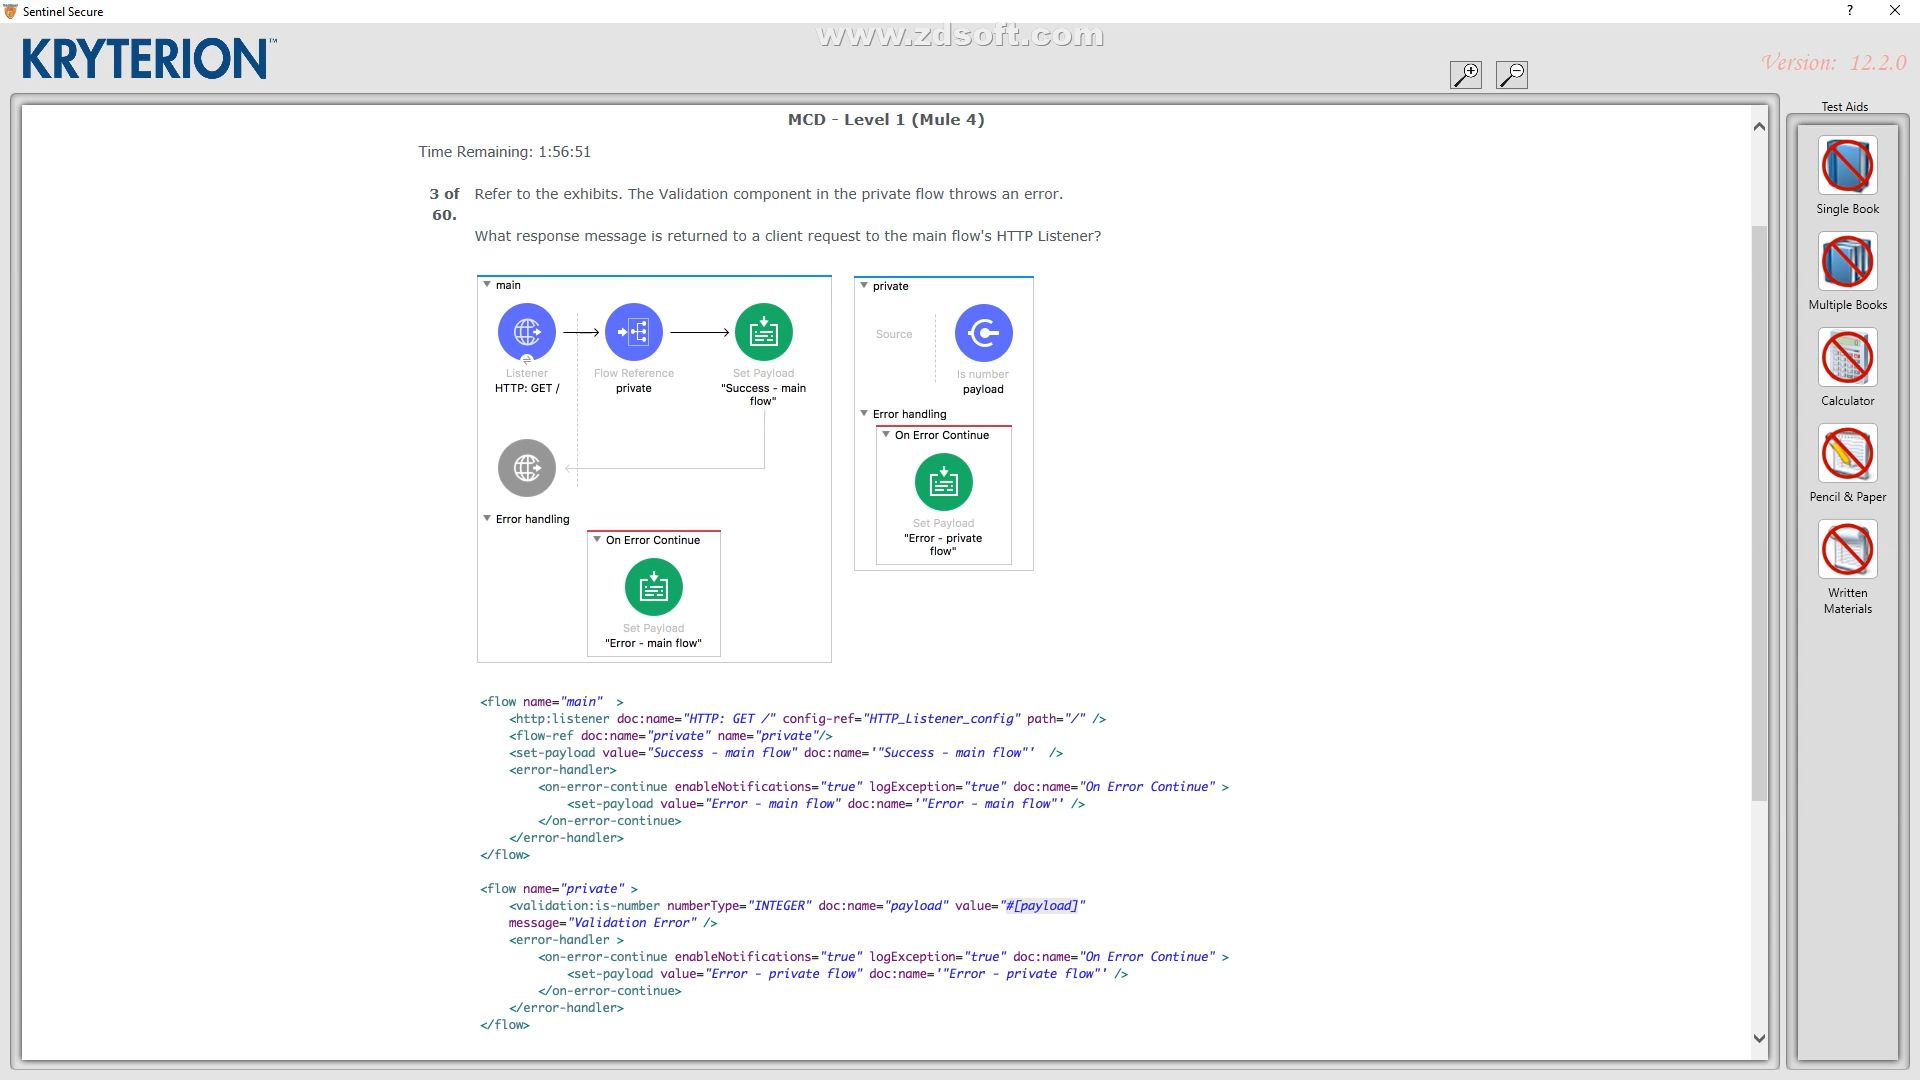 Sentinel Secure
?
www.zdsoft.com
KRYTERION™
Version: 12.2.0
Test Aids
Single Book
Multiple Books
Calculator
Pencil & Paper
Written
Materials
MCD - Level 1 (Mule 4)
Time Remaining: 1:56:51
3 of
60.
Refer to the exhibits. The Validation component in the private flow throws an error.
What response message is returned to a client request to the main flow's HTTP Listener?
main
Listener
HTTP: GET /
Flow Reference
private
Set Payload
"Success - main
flow"
Error handling
On Error Continue
Set Payload
"Error - main flow"
private
Source
Is number
payload
Error handling
On Error Continue
Set Payload
"Error - private
flow"
<flow name="main" >
<http:listener doc:name="HTTP: GET /" config-ref="HTTP_Listener_config" path="/" />
<flow-ref doc:name="private" name="private"/>
<set-payload value="Success - main flow" doc:name='"Success - main flow"' />
<error-handler>
<on-error-continue enableNotifications="true" logException="true" doc:name="On Error Continue" >
<set-payload value="Error - main flow" doc:name='"Error - main flow"' />
</on-error-continue>
</error-handler>
</flow>
<flow name="private" >
<validation:is-number numberType="INTEGER" doc:name="payload" value="#[payload]"
message="Validation Error" />
<error-handler >
<on-error-continue enableNotifications="true" logException="true" doc:name="On Error Continue" >
<set-payload value="Error - private flow" doc:name='"Error - private flow"' />
</on-error-continue>
</error-handler>
</flow>